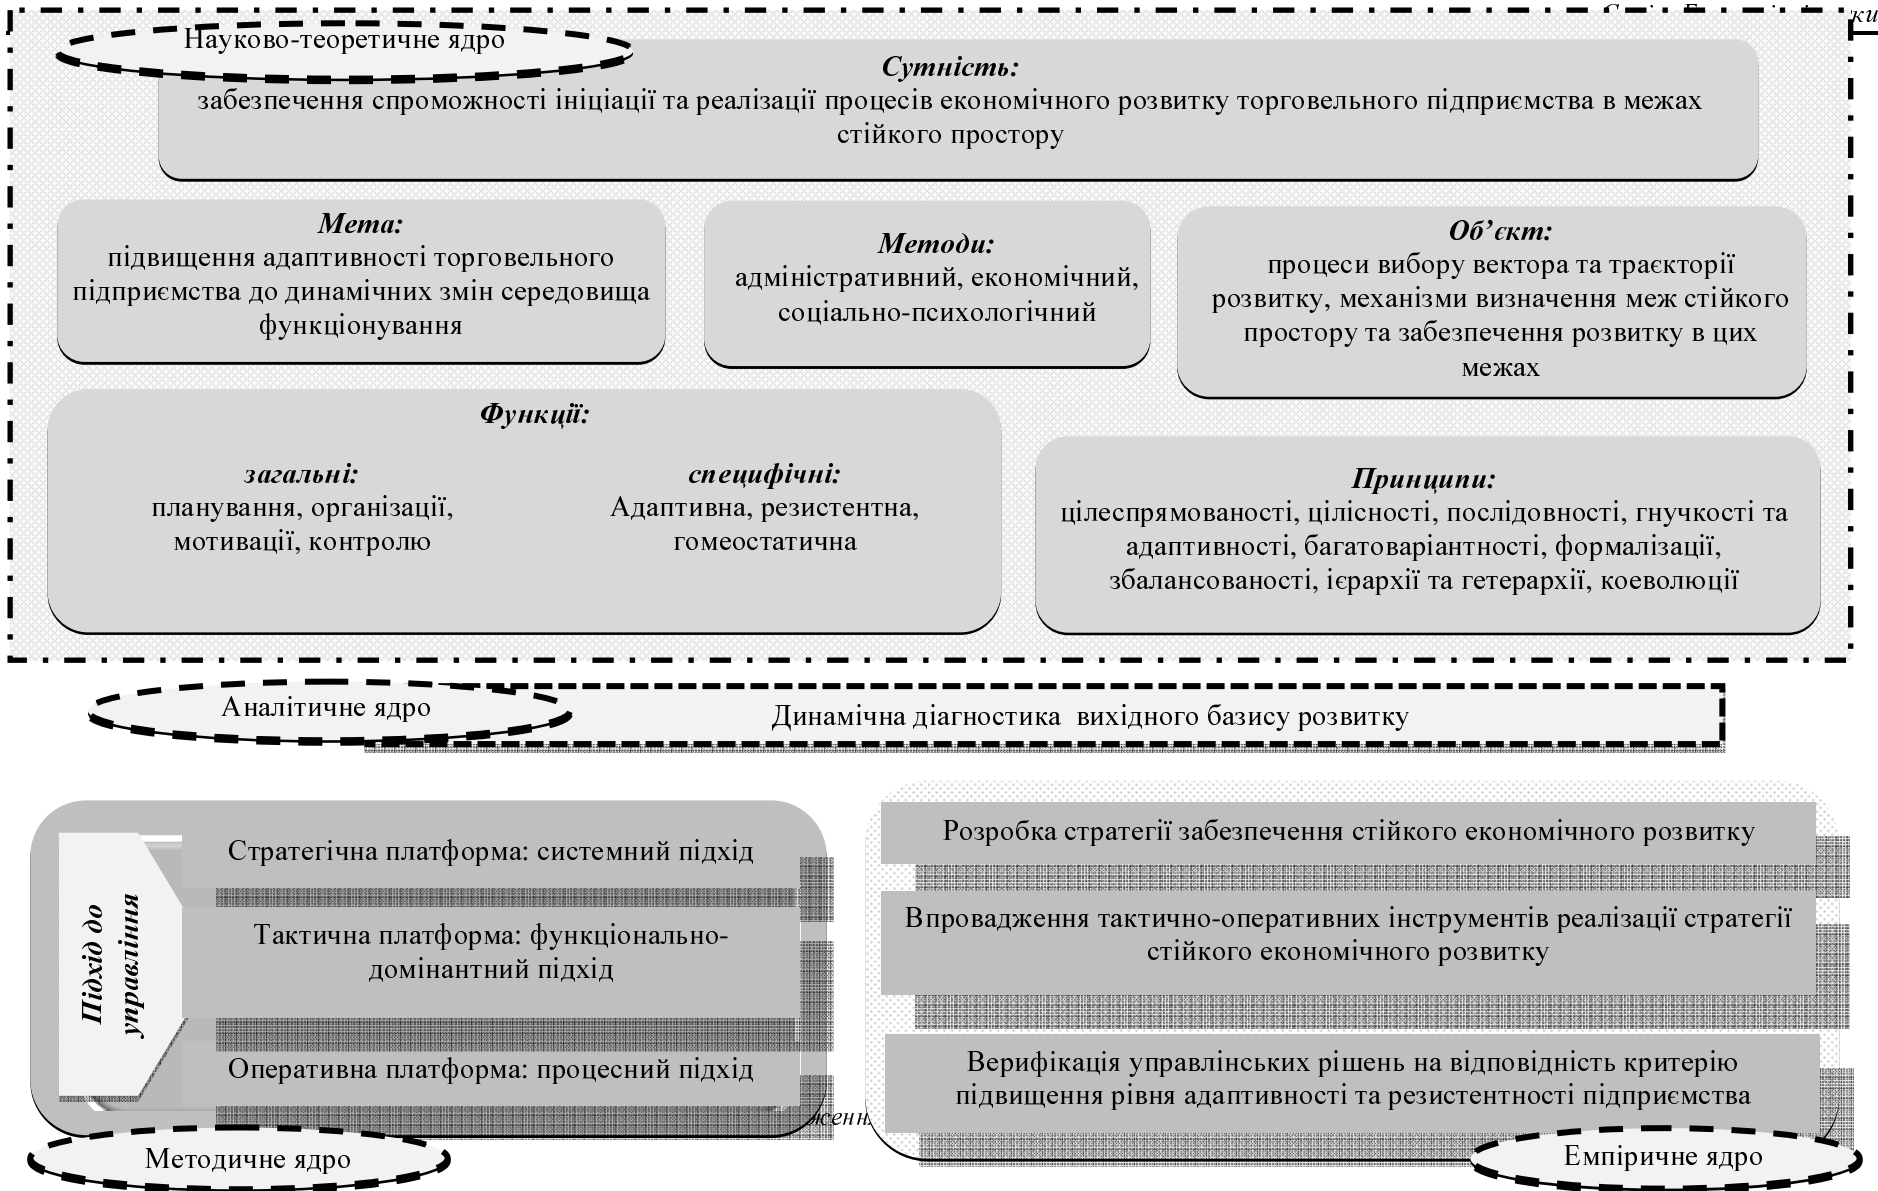 Науково-теоретичне ядро
Сутність:
забезпечення спроможності ініціації та реалізації процесів економічного розвитку торговельного підприємства в межах
стійкого простору
Мета:
підвищення адаптивності торговельного
підприємства до динамічних змін середовища
функціонування
Методи:
адміністративний, економічний,
соціально-психологічний
Об’єкт:
процеси вибору вектора та траєкторії
розвитку, механізми визначення меж стійкого
простору та забезпечення розвитку в цих
межах
Функції:
загальні:
планування, організації,
мотивації, контролю
специфічні:
Адаптивна, резистентна,
гомеостатична
Принципи:
цілеспрямованості, цілісності, послідовності, гнучкості та
адаптивності, багатоваріантності, формалізації,
збалансованості, ієрархії та гетерархії, коеволюції
Аналітичне ядро
Динамічна діагностика вихідного базису розвитку
Підхід до
управління
Стратегічна платформа: системний підхід
Тактична платформа: функціонально-
домінантний підхід
Оперативна платформа: процесний підхід
Методичне ядро
Розробка стратегії забезпечення стійкого економічного розвитку
Впровадження тактично-оперативних інструментів реалізації стратегії
стійкого економічного розвитку
Верифікація управлінських рішень на відповідність критерію
підвищення рівня адаптивності та резистентності підприємства
Емпіричне ядро